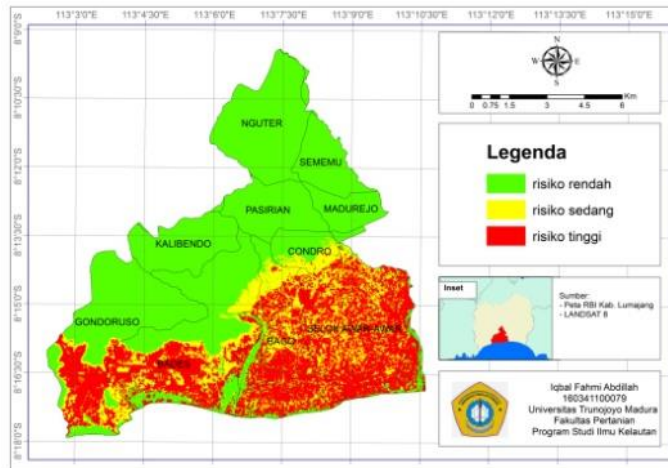 113°3'0"E 113°4'30"E 113°6'0"E 113°7'30"E 113°9'0"E 113°10'30"E 113°12'0"E 113°13'30"E 113°15'0"E
8°9'0"S
8°10'30"S
8°12'0"S
8°13'30"S
8°15'0"S
8°16'30"S
8°18'0"S
NGUTER
SEMEMU
PASIRIAN
MADUREJO
KALIBENDO
CONDRO
GONDORUSO
SELOK AWAR-AWAR
BAGO
N
W E
S
Km
0 0.75 1.5 3 4.5 6
Legenda
risiko rendah
risiko sedang
risiko tinggi
Inset
Sumber:
- Peta RBI Kab. Lumajang
- LANDSAT 8
Iqbal Fahmi Abdillah
160341100079
Universitas Trunojoyo Madura
Fakultas Pertanian
Program Studi Ilmu Kelautan